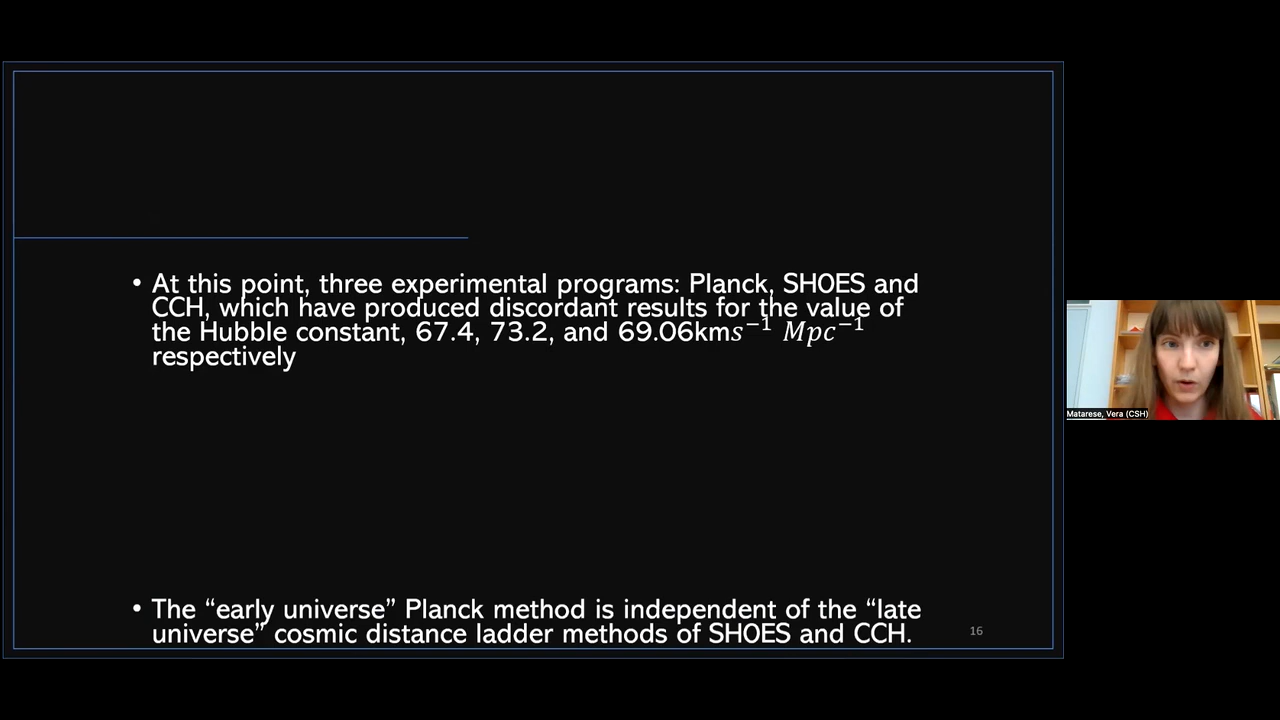 • At this point, three experimental programs: Planck, SHOES and
CCH, which have produced discordant results for the value of
the Hubble constant, 67.4, 73.2, and 69.06kms⁻¹ Mpc⁻¹
respectively
• The “early universe” Planck method is independent of the “late
universe” cosmic distance ladder methods of SHOES and CCH.
16
Matarese, Vera (CSH)